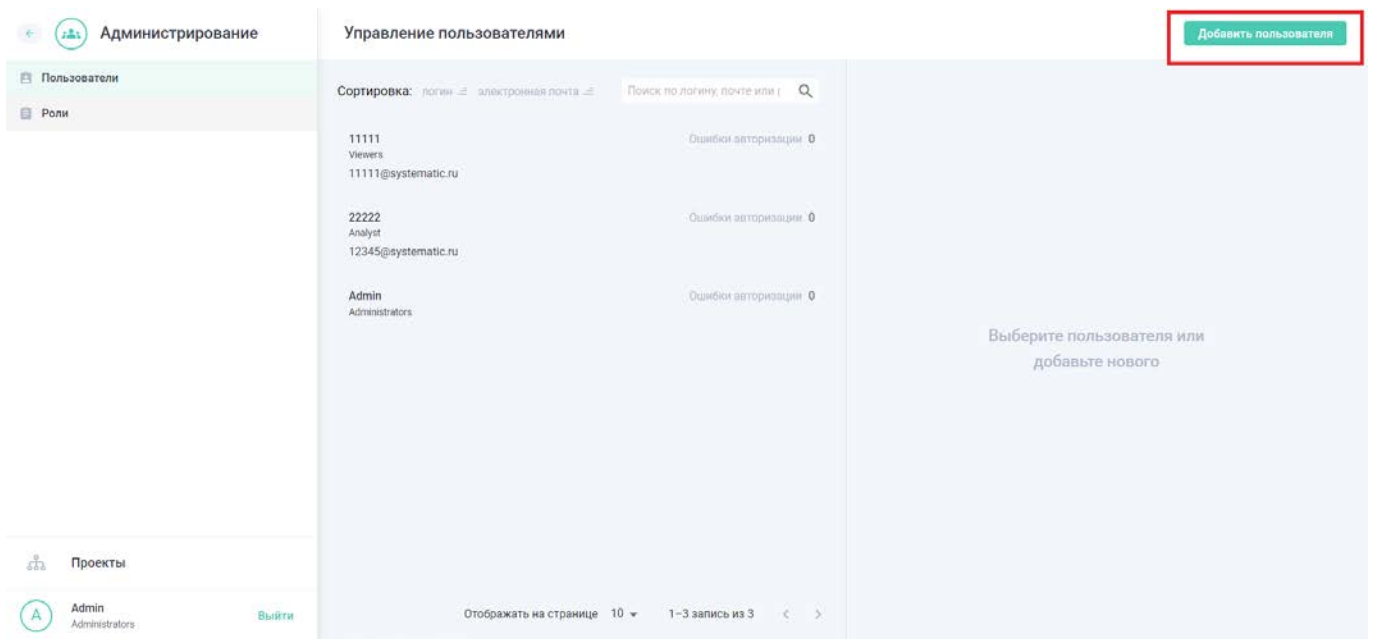 Администрирование
Управление пользователями
Добавить пользователя
Пользователи
Роли
Сортировка: логин электронная почта
Поиск по логину, почте или
11111
Ошибки авторизации 0
Viewers
11111@systematic.ru
22222
Ошибки авторизации 0
Analyst
12345@systematic.ru
Admin
Ошибки авторизации 0
Administrators
Выберите пользователя или
добавьте нового
Проекты
A
Admin
Administrators
Выйти
Отображать на странице 10
1–3 запись из 3